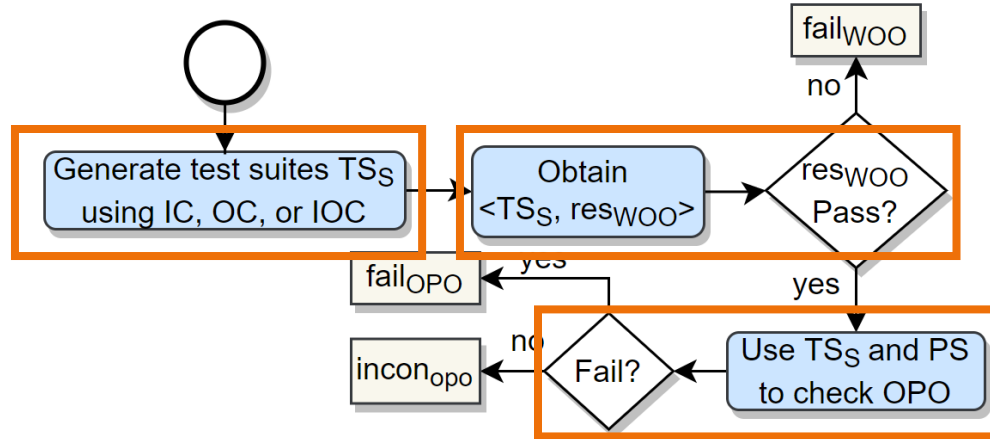 fail_WOO
no
Generate test suites TS_S
using IC, OC, or IOC
Obtain
<TS_S, res_WOO>
res_WOO
Pass?
yes
fail_OPO
yes
Use TS_S and PS
to check OPO
Fail?
no
incon_opo